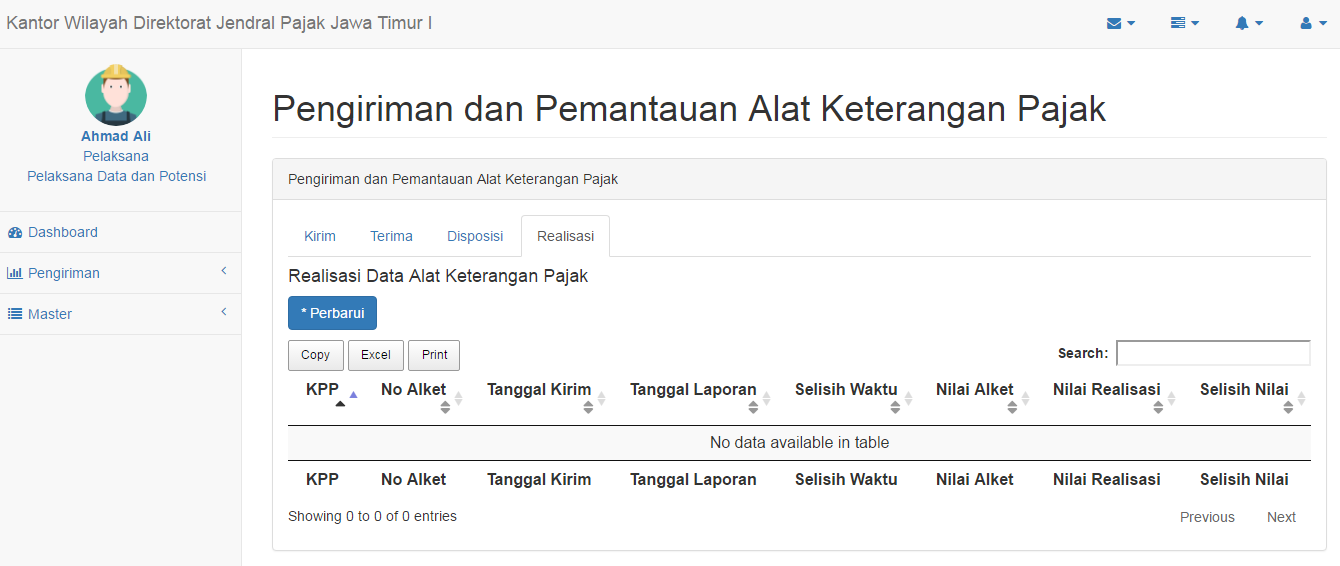 Kantor Wilayah Direktorat Jendral Pajak Jawa Timur I
Ahmad Ali
Pelaksana
Pelaksana Data dan Potensi
Dashboard
Pengiriman
Master
Pengiriman dan Pemantauan Alat Keterangan Pajak
Pengiriman dan Pemantauan Alat Keterangan Pajak
Kirim Terima Disposisi Realisasi
Realisasi Data Alat Keterangan Pajak
* Perbarui
Copy Excel Print Search:
KPP No Alket Tanggal Kirim Tanggal Laporan Selisih Waktu Nilai Alket Nilai Realisasi Selisih Nilai
No data available in table
KPP No Alket Tanggal Kirim Tanggal Laporan Selisih Waktu Nilai Alket Nilai Realisasi Selisih Nilai
Showing 0 to 0 of 0 entries Previous Next